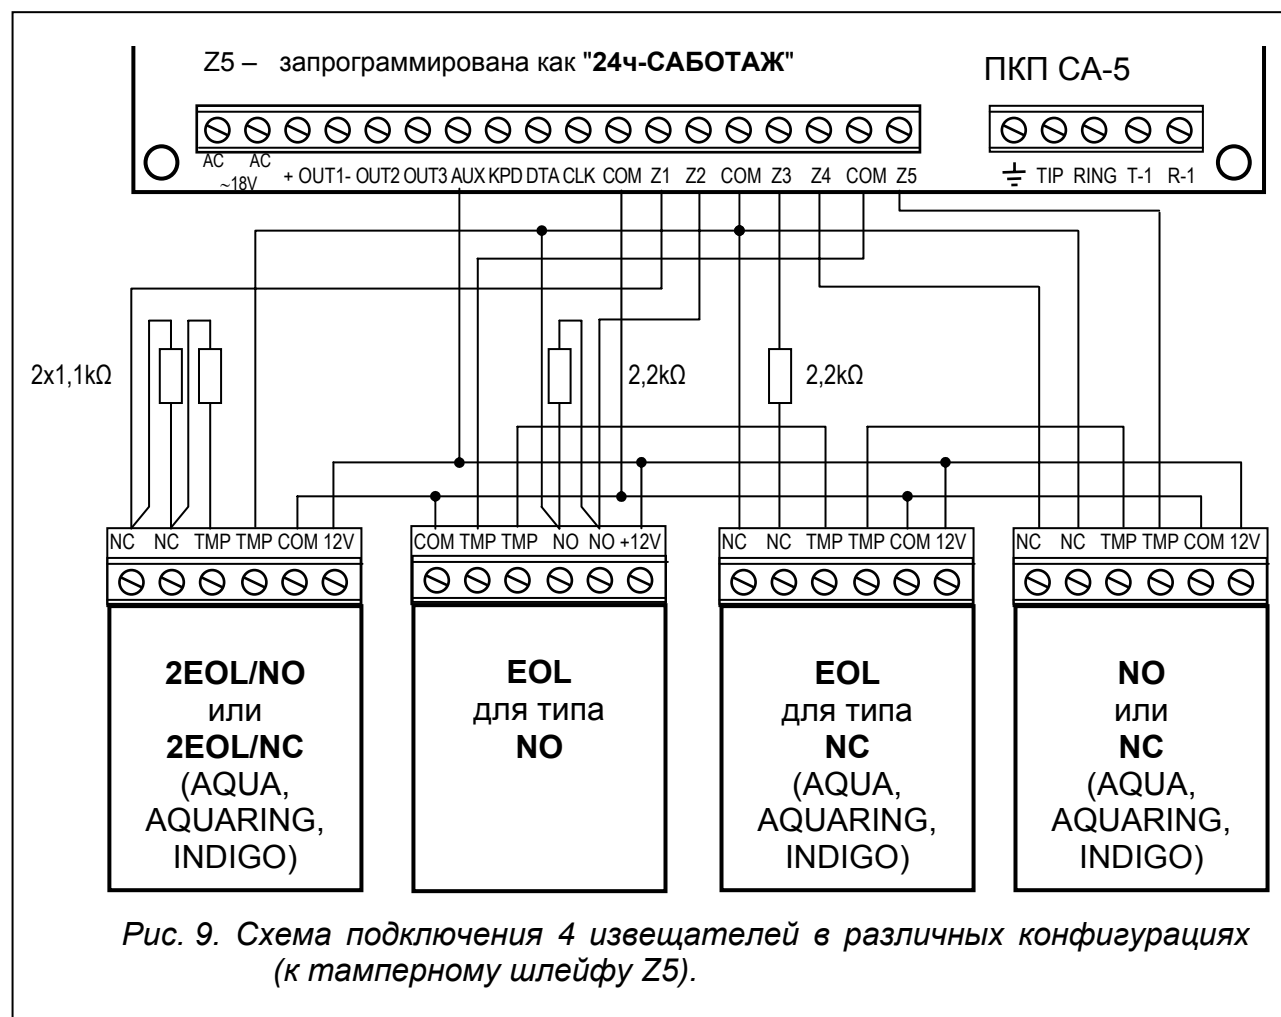 Z5 – запрограммирована как "24ч-САБОТАЖ"
ПКП CA-5
AC AC
~18V
+ OUT1- OUT2 OUT3 AUX KPD DTA CLK COM Z1 Z2 COM Z3 Z4 COM Z5
TIP RING T-1 R-1
2x1,1kΩ
2,2kΩ
2,2kΩ
NC NC TMP TMP COM 12V
COM TMP TMP NO NO +12V
NC NC TMP TMP COM 12V
NC NC TMP TMP COM 12V
2EOL/NO
или
2EOL/NC
(AQUA,
AQUARING,
INDIGO)
EOL
для типа
NO
EOL
для типа
NC
(AQUA,
AQUARING,
INDIGO)
NO
или
NC
(AQUA,
AQUARING,
INDIGO)
Рис. 9. Схема подключения 4 извещателей в различных конфигурациях
(к тамперному шлейфу Z5).